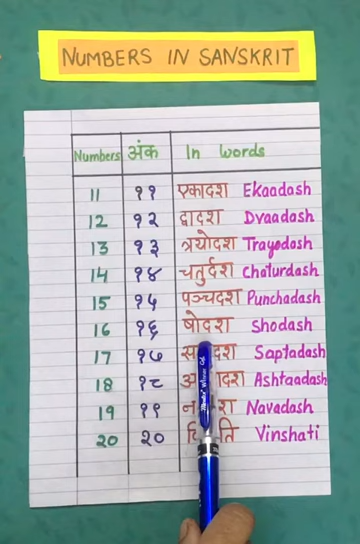 NUMBERS IN SANSKRIT
Numbers अंक In words
11 ११ एकादश Ekaadash
12 १२ द्वादश Dvaadash
13 १३ त्रयोदश Trayodash
14 १४ चतुर्दश Chaturdash
15 १५ पञ्चदश Punchadash
16 १६ षोदश Shodash
17 १७ Saptadash
18 १८ Ashtaadash
19 १९ Navadash
20 २० Vinshati